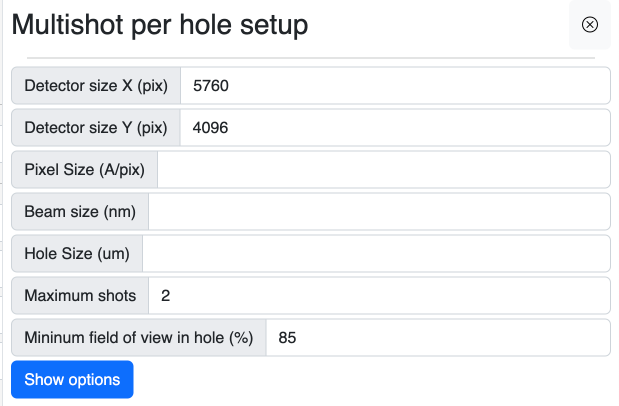 Multishot per hole setup
Detector size X (pix) 5760
Detector size Y (pix) 4096
Pixel Size (A/pix)
Beam size (nm)
Hole Size (um)
Maximum shots 2
Mininum field of view in hole (%) 85
Show options